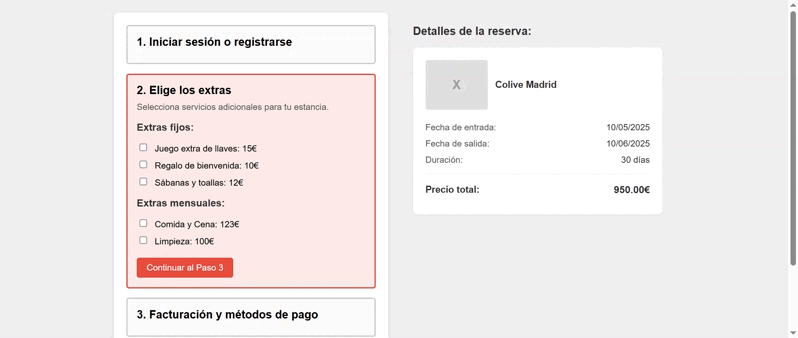 1. Iniciar sesión o registrarse
2. Elige los extras
Selecciona servicios adicionales para tu estancia.
Extras fijos:
Juego extra de llaves: 15€
Regalo de bienvenida: 10€
Sábanas y toallas: 12€
Extras mensuales:
Comida y Cena: 123€
Limpieza: 100€
Continuar al Paso 3
3. Facturación y métodos de pago
Detalles de la reserva:
X
Colive Madrid
Fecha de entrada: 10/05/2025
Fecha de salida: 10/06/2025
Duración: 30 días
Precio total: 950.00€